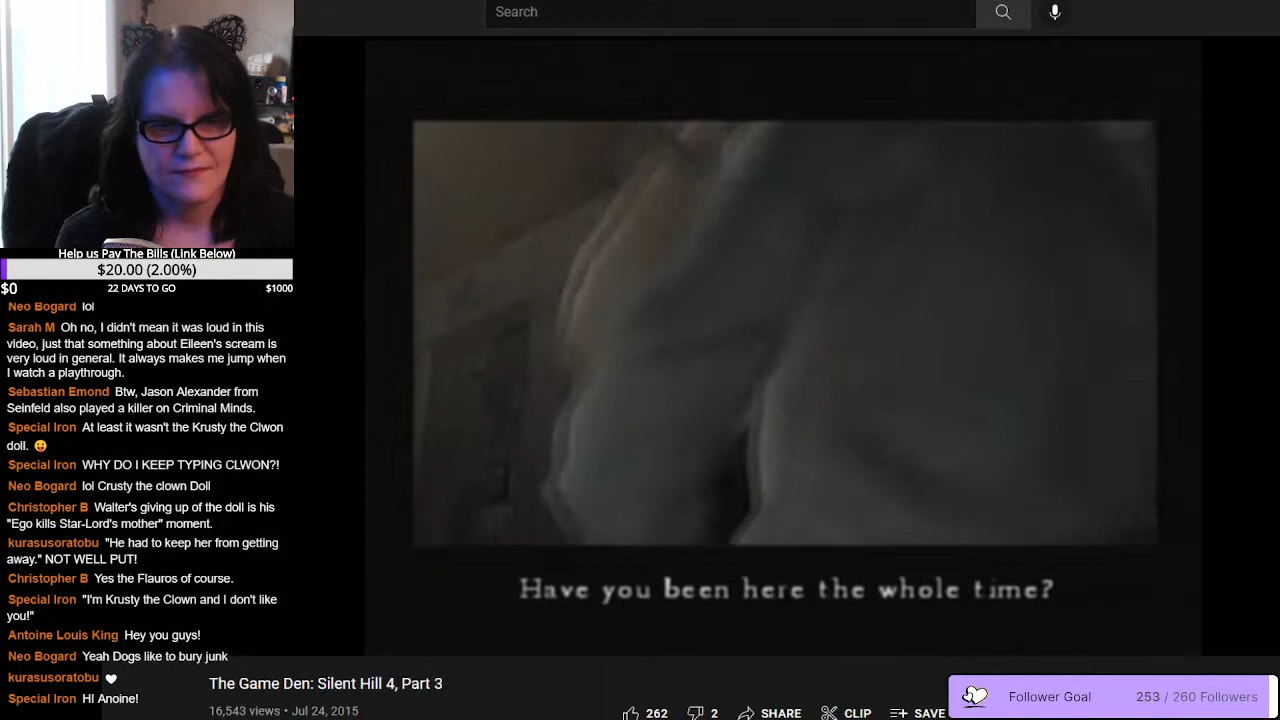 Search
Help us Pay The Bills (Link Below)
$20.00 (2.00%)
$0 22 DAYS TO GO $1000
Neo Bogard lol
Sarah M Oh no, I didn't mean it was loud in this
video, just that something about Eileen's scream is
very loud in general. It always makes me jump when
I watch a playthrough.
Sebastian Emond Btw, Jason Alexander from
Seinfeld also played a killer on Criminal Minds.
Special Iron At least it wasn't the Krusty the Clwon
doll. 😛
Special Iron WHY DO I KEEP TYPING CLWON?!
Neo Bogard lol Crusty the clown Doll
Christopher B Walter's giving up of the doll is his
"Ego kills Star-Lord's mother" moment.
kurasusoratobu "He had to keep her from getting
away." NOT WELL PUT!
Christopher B Yes the Flauros of course.
Special Iron "I'm Krusty the Clown and I don't like
you!"
Antoine Louis King Hey you guys!
Neo Bogard Yeah Dogs like to bury junk
kurasusoratobu 🤍
Special Iron HI Anoine!
Have you been here the whole time?
The Game Den: Silent Hill 4, Part 3
16,543 views • Jul 24, 2015
262 2 SHARE CLIP SAVE
Follower Goal 253 / 260 Followers